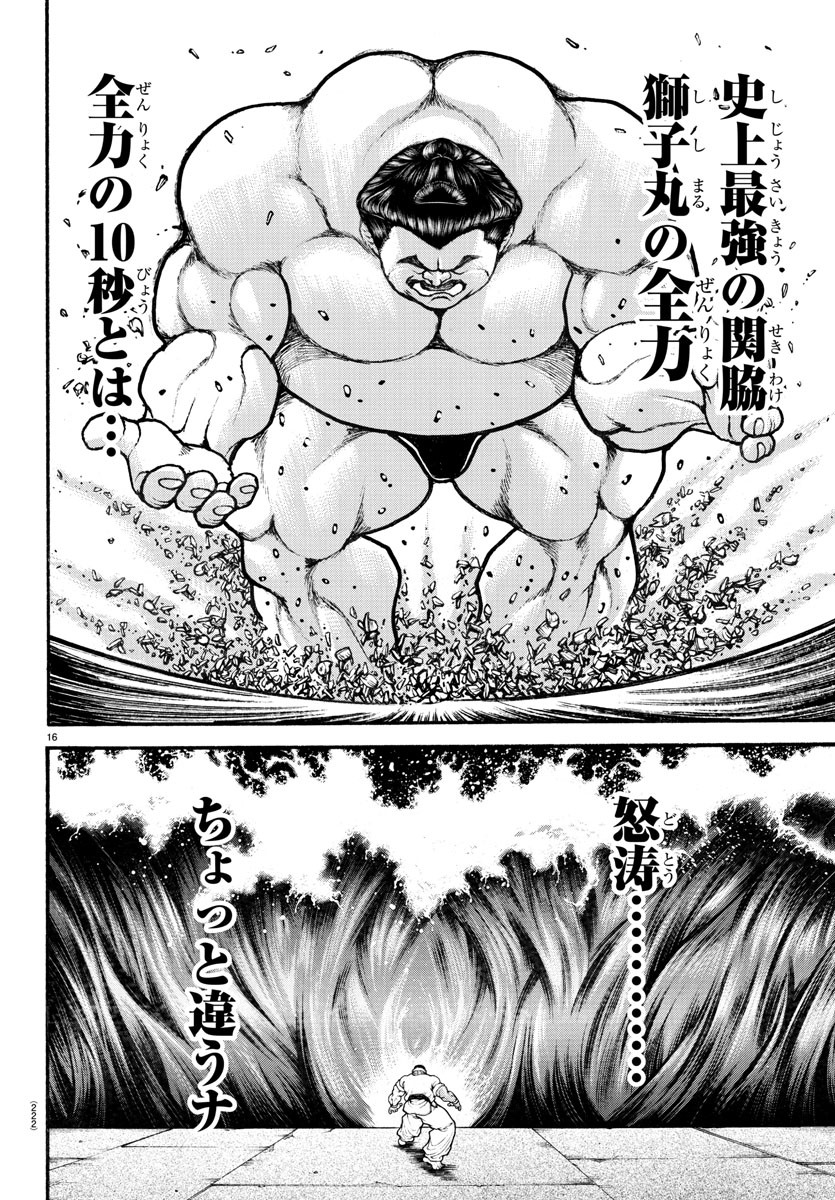 史上最強の関脇
獅子丸の全力
全力の10秒とは…
16
怒涛……………
ちょっと違うナ
(222)